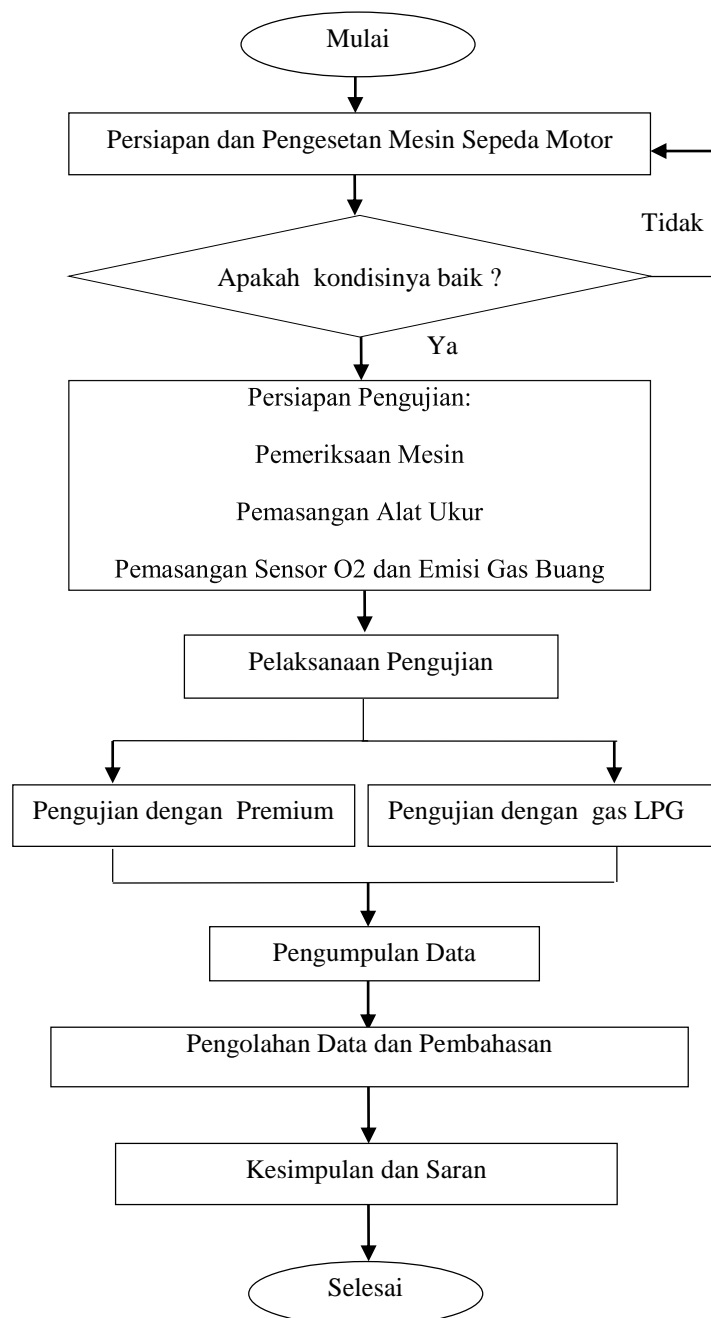 Mulai
Persiapan dan Pengesetan Mesin Sepeda Motor
Tidak
Apakah kondisinya baik ?
Ya
Persiapan Pengujian:
Pemeriksaan Mesin
Pemasangan Alat Ukur
Pemasangan Sensor O2 dan Emisi Gas Buang
Pelaksanaan Pengujian
Pengujian dengan Premium
Pengujian dengan gas LPG
Pengumpulan Data
Pengolahan Data dan Pembahasan
Kesimpulan dan Saran
Selesai